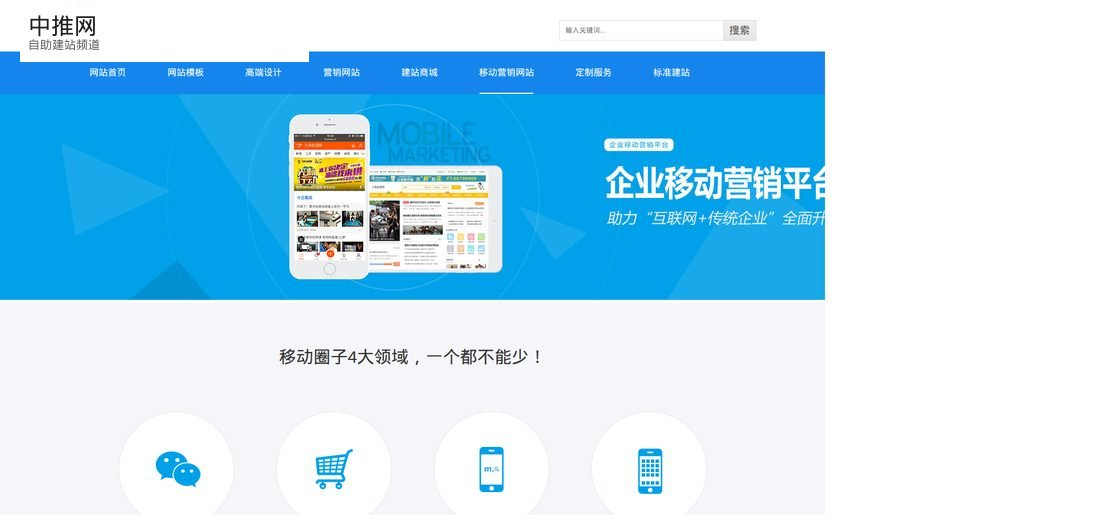 中推网
自助建站频道
输入关键词...
搜索
网站首页
网站模板
高端设计
营销网站
建站商城
移动营销网站
定制服务
标准建站
MOBILE
MARKETING
企业移动营销平台
企业移动营销平台
助力 “互联网+传统企业” 全面升
今日要闻
移动圈子4大领域，一个都不能少！
m.